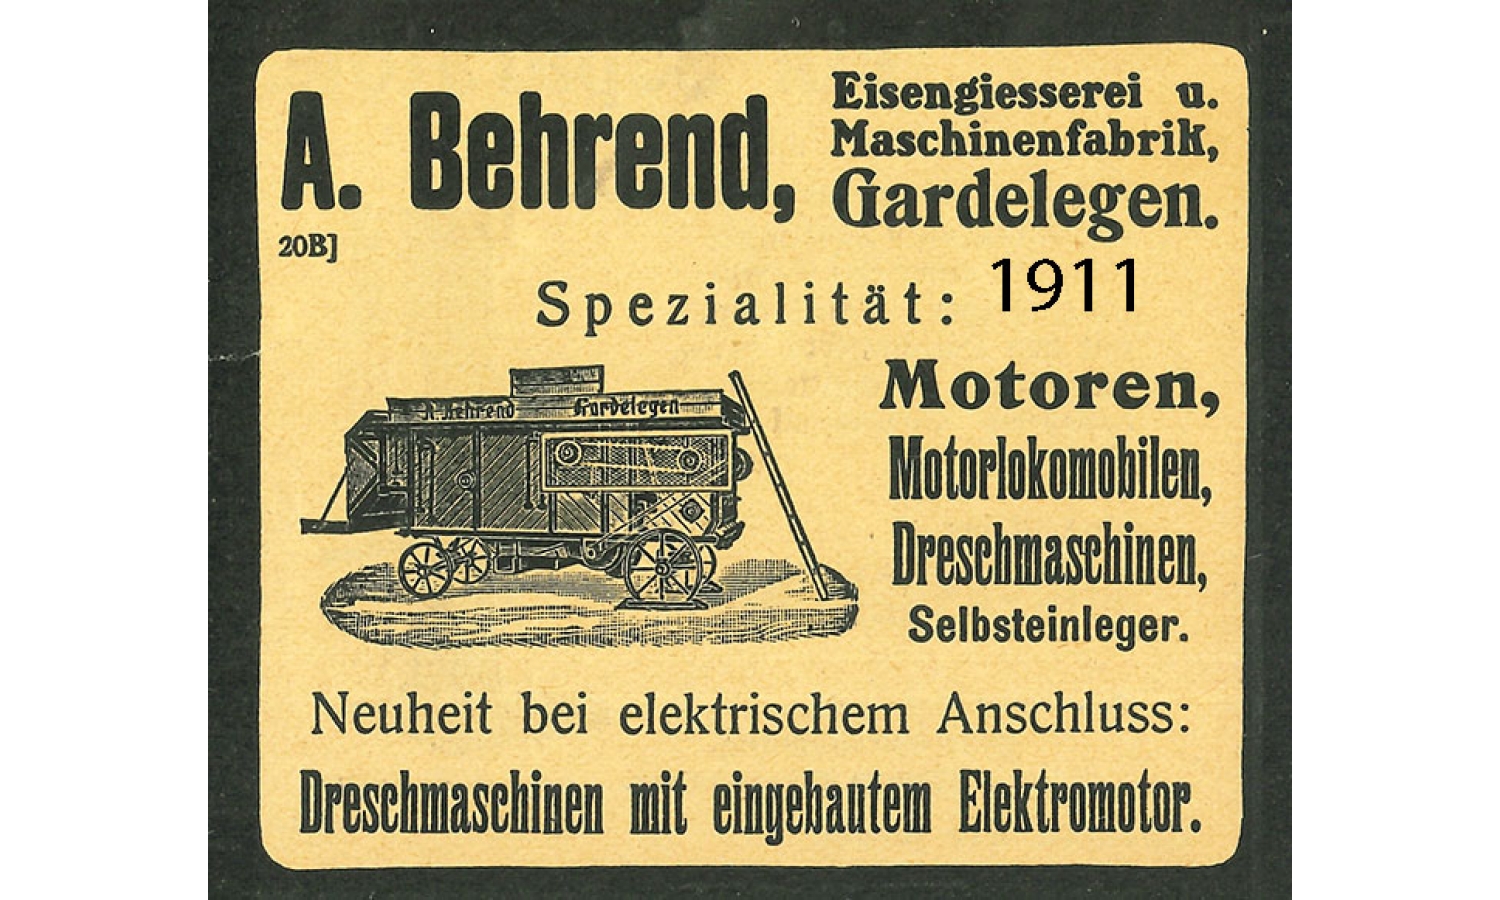 A. Behrend,
Eisengiesserei u.
Maschinenfabrik,
Gardelegen.
20B]
Spezialität: 1911
A. Behrend Gardelegen
Motoren,
Motorlokomobilen,
Dreschmaschinen,
Selbsteinleger.
Neuheit bei elektrischem Anschluss:
Dreschmaschinen mit eingebautem Elektromotor.